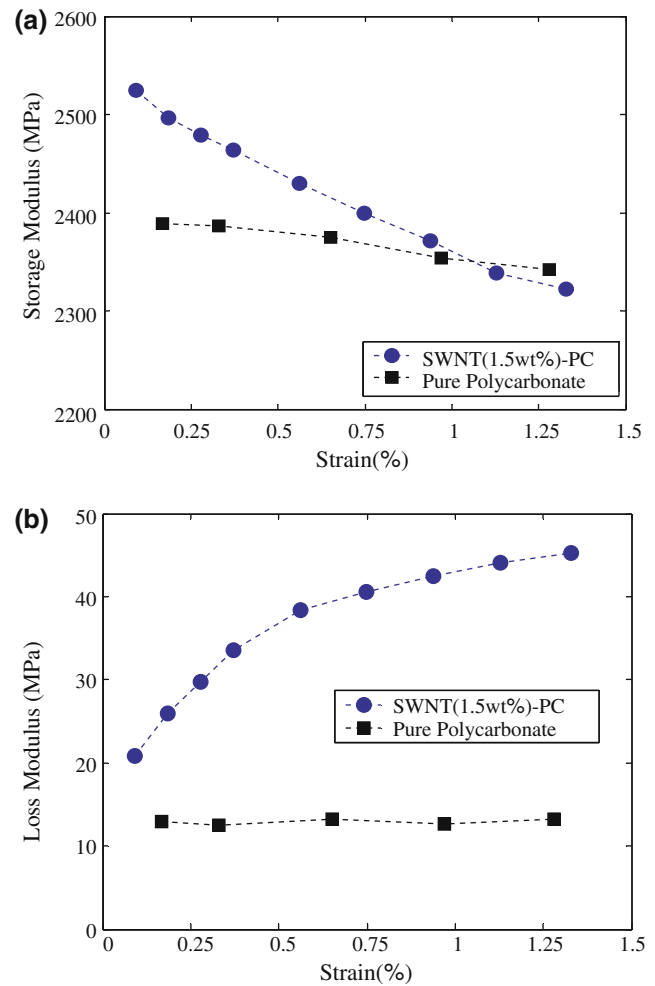 (a)
2600
2500
2400
2300
2200
Storage Modulus (MPa)
SWNT(1.5wt%)-PC
Pure Polycarbonate
0 0.25 0.5 0.75 1 1.25 1.5
Strain(%)
(b)
50
40
30
20
10
0
Loss Modulus (MPa)
SWNT(1.5wt%)-PC
Pure Polycarbonate
0 0.25 0.5 0.75 1 1.25 1.5
Strain(%)